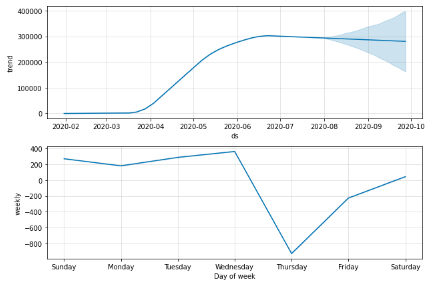 400000
300000
200000
100000
0
trend
2020-02 2020-03 2020-04 2020-05 2020-06 2020-07 2020-08 2020-09 2020-10
ds
400
200
0
−200
−400
−600
−800
weekly
Sunday Monday Tuesday Wednesday Thursday Friday Saturday
Day of week